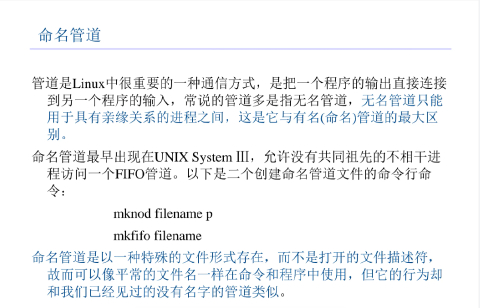 命名管道
管道是Linux中很重要的一种通信方式，是把一个程序的输出直接连接
到另一个程序的输入，常说的管道多是指无名管道，无名管道只能
用于具有亲缘关系的进程之间，这是它与有名(命名)管道的最大区
别。
命名管道最早出现在UNIX System Ⅲ，允许没有共同祖先的不相干进
程访问一个FIFO管道。以下是二个创建命名管道文件的命令行命
令：
mknod filename p
mkfifo filename
命名管道是以一种特殊的文件形式存在，而不是打开的文件描述符，
故而可以像平常的文件名一样在命令和程序中使用，但它的行为却
和我们已经见过的没有名字的管道类似。